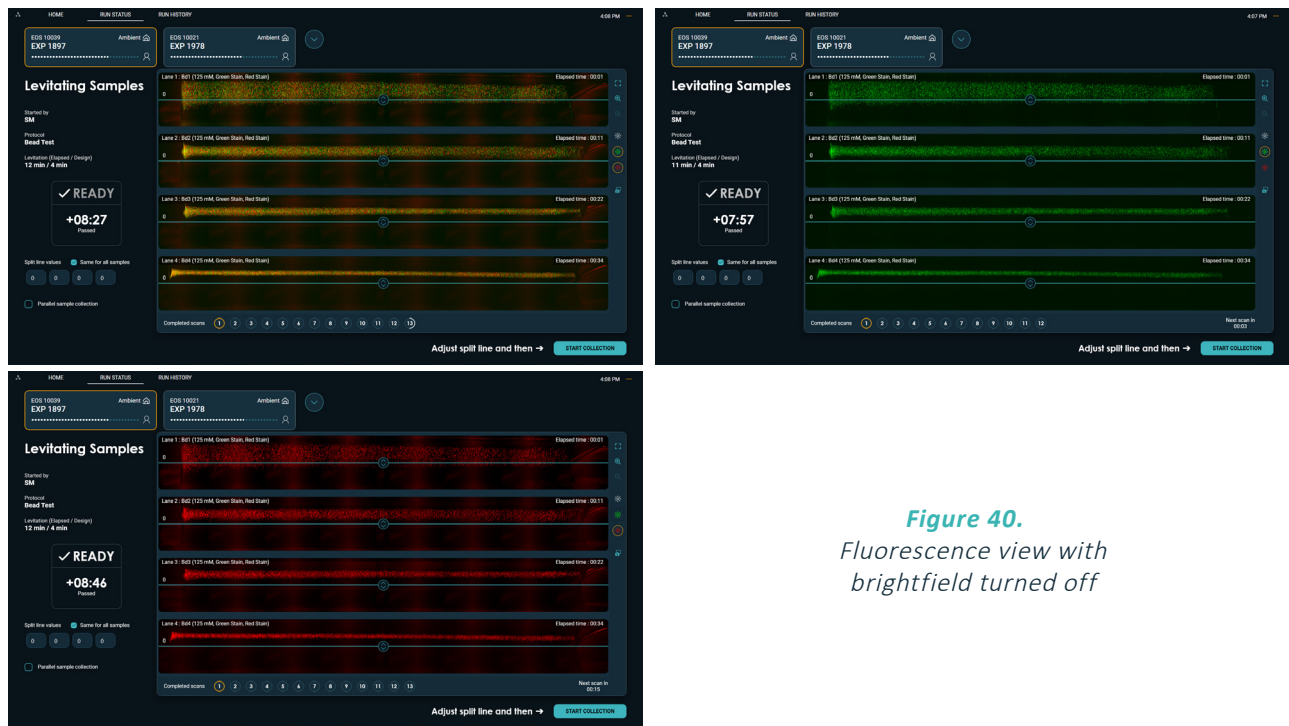 HOME RUN STATUS RUN HISTORY 4:08 PM
EOS 10039 Ambient
EXP 1897
EOS 10021 Ambient
EXP 1978
Levitating Samples
Started by
SM
Protocol
Bead Test
Levitation (Elapsed / Design)
12 min / 4 min
✓ READY
+08:27
Passed
Split line values Same for all samples
0 0 0 0
Parallel sample collection
Lane 1 : Bd1 (125 mM, Green Stain, Red Stain) Elapsed time : 00:01
0
Lane 2 : Bd2 (125 mM, Green Stain, Red Stain) Elapsed time : 00:11
0
Lane 3 : Bd3 (125 mM, Green Stain, Red Stain) Elapsed time : 00:22
0
Lane 4 : Bd4 (125 mM, Green Stain, Red Stain) Elapsed time : 00:34
0
Completed scans 1 2 3 4 5 6 7 8 9 10 11 12 13
Adjust split line and then → START COLLECTION
HOME RUN STATUS RUN HISTORY 4:07 PM
EOS 10039 Ambient
EXP 1897
EOS 10021 Ambient
EXP 1978
Levitating Samples
Started by
SM
Protocol
Bead Test
Levitation (Elapsed / Design)
11 min / 4 min
✓ READY
+07:57
Passed
Split line values Same for all samples
0 0 0 0
Parallel sample collection
Lane 1 : Bd1 (125 mM, Green Stain, Red Stain) Elapsed time : 00:01
0
Lane 2 : Bd2 (125 mM, Green Stain, Red Stain) Elapsed time : 00:11
0
Lane 3 : Bd3 (125 mM, Green Stain, Red Stain) Elapsed time : 00:22
0
Lane 4 : Bd4 (125 mM, Green Stain, Red Stain) Elapsed time : 00:34
0
Completed scans 1 2 3 4 5 6 7 8 9 10 11 12
Next scan in
00:03
Adjust split line and then → START COLLECTION
HOME RUN STATUS RUN HISTORY 4:08 PM
EOS 10039 Ambient
EXP 1897
EOS 10021 Ambient
EXP 1978
Levitating Samples
Started by
SM
Protocol
Bead Test
Levitation (Elapsed / Design)
12 min / 4 min
✓ READY
+08:46
Passed
Split line values Same for all samples
0 0 0 0
Parallel sample collection
Lane 1 : Bd1 (125 mM, Green Stain, Red Stain) Elapsed time : 00:01
0
Lane 2 : Bd2 (125 mM, Green Stain, Red Stain) Elapsed time : 00:11
0
Lane 3 : Bd3 (125 mM, Green Stain, Red Stain) Elapsed time : 00:22
0
Lane 4 : Bd4 (125 mM, Green Stain, Red Stain) Elapsed time : 00:34
0
Completed scans 1 2 3 4 5 6 7 8 9 10 11 12 13
Next scan in
00:15
Adjust split line and then → START COLLECTION
Figure 40.
Fluorescence view with
brightfield turned off